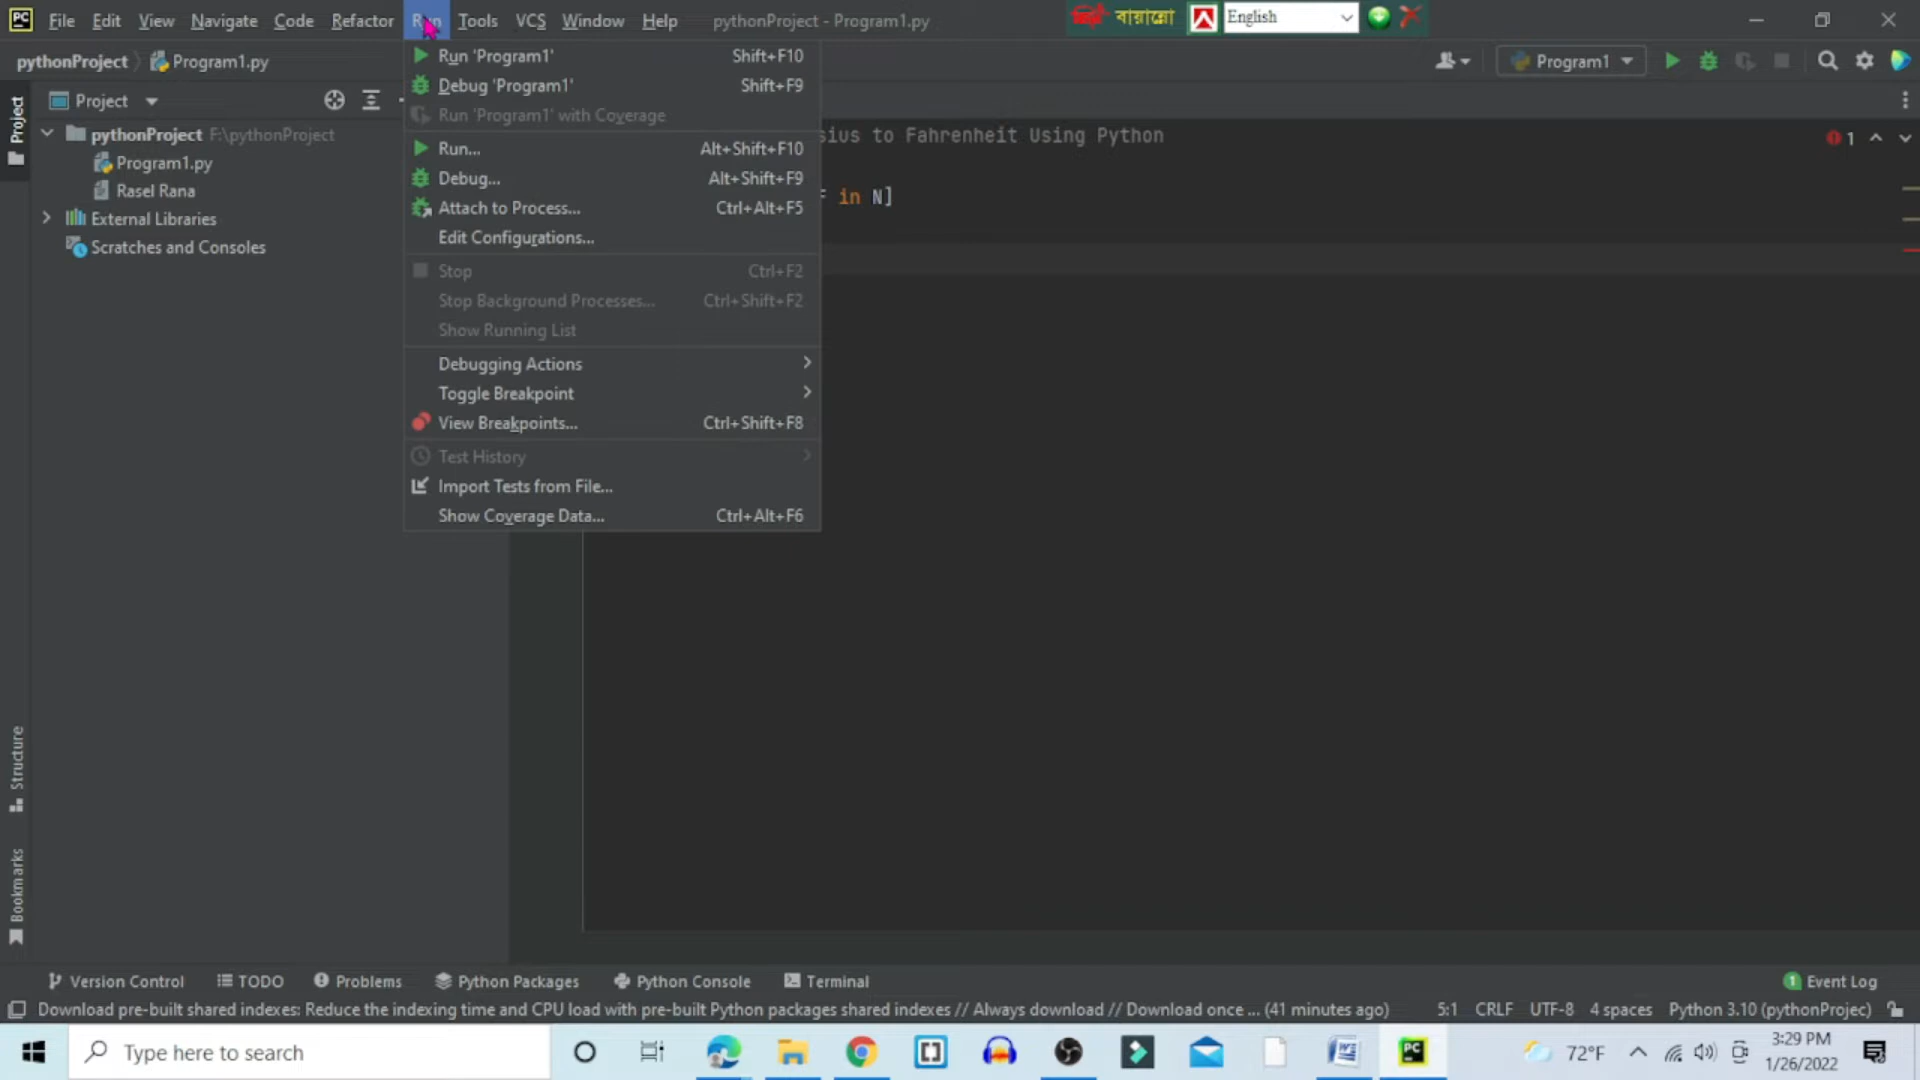 PC File Edit View Navigate Code Refactor Run Tools VCS Window Help pythonProject - Program1.py বায়ান্নো English
pythonProject Program1.py Program1
Project
Project
pythonProject F:\pythonProject
Program1.py
Rasel Rana
External Libraries
Scratches and Consoles
Run 'Program1' Shift+F10
Debug 'Program1' Shift+F9
Run 'Program1' with Coverage
Run... Alt+Shift+F10
Debug... Alt+Shift+F9
Attach to Process... Ctrl+Alt+F5
Edit Configurations...
Stop Ctrl+F2
Stop Background Processes... Ctrl+Shift+F2
Show Running List
Debugging Actions
Toggle Breakpoint
View Breakpoints... Ctrl+Shift+F8
Test History
Import Tests from File...
Show Coverage Data... Ctrl+Alt+F6
sius to Fahrenheit Using Python
in N]
1
Structure
Bookmarks
Version Control TODO Problems Python Packages Python Console Terminal 1 Event Log
Download pre-built shared indexes: Reduce the indexing time and CPU load with pre-built Python packages shared indexes // Always download // Download once ... (41 minutes ago) 5:1 CRLF UTF-8 4 spaces Python 3.10 (pythonProjec)
Type here to search PC 72°F 3:29 PM
1/26/2022